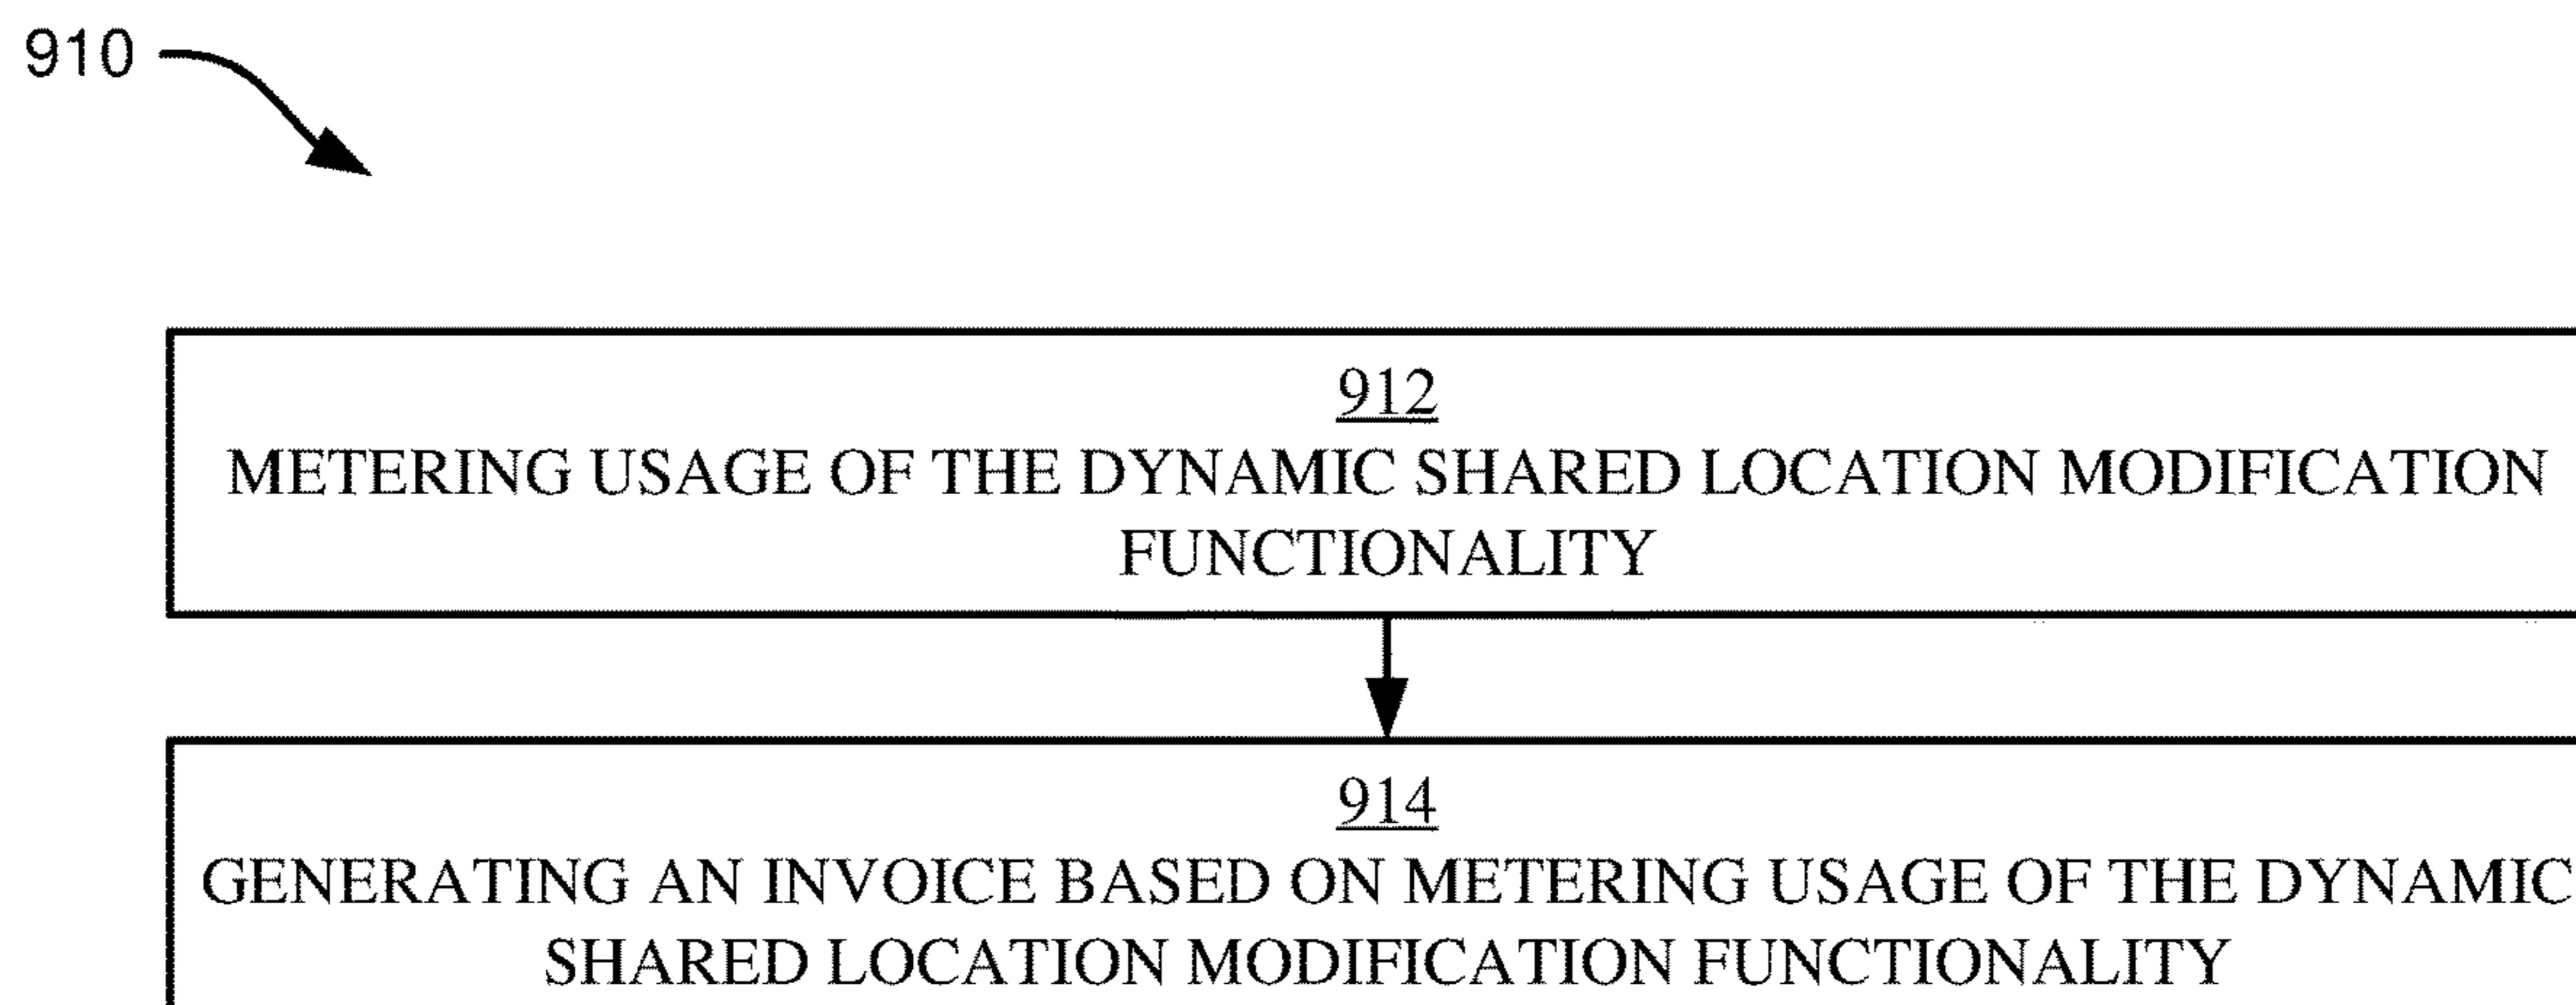 910
912
METERING USAGE OF THE DYNAMIC SHARED LOCATION MODIFICATION
FUNCTIONALITY
914
GENERATING AN INVOICE BASED ON METERING USAGE OF THE DYNAMIC
SHARED LOCATION MODIFICATION FUNCTIONALITY